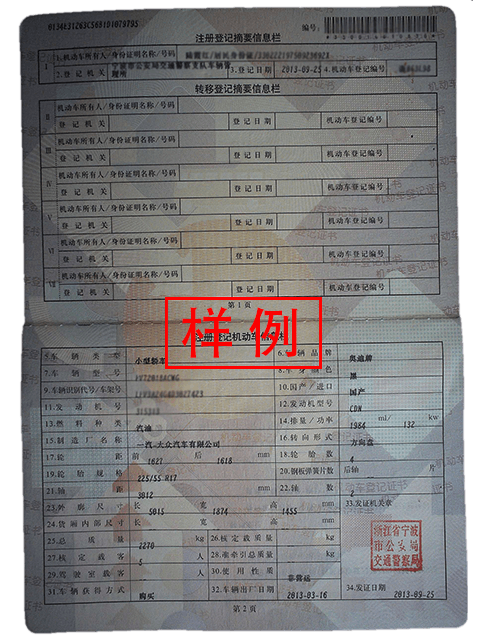 注册登记摘要信息栏
编号:
1. 机动车所有人/身份证明名称/号码
登记机关 宁波市公安局交通警察支队车辆管理所 3.登记日期 2013-09-25 4.机动车登记编号
转移登记摘要信息栏
II 机动车所有人/身份证明名称/号码
登记机关 登记日期 机动车登记编号
III 机动车所有人/身份证明名称/号码
登记机关 登记日期 机动车登记编号
IV 机动车所有人/身份证明名称/号码
登记机关 登记日期 机动车登记编号
V 机动车所有人/身份证明名称/号码
登记机关 登记日期 机动车登记编号
VI 机动车所有人/身份证明名称/号码
登记机关 登记日期 机动车登记编号
VII 机动车所有人/身份证明名称/号码
登记机关 登记日期 机动车登记编号
第1页
样例
注册登记机动车信息栏
5.车辆类型 小型轿车 6.车辆品牌 奥迪牌
7.车辆型号 8.车身颜色 黑
9.车辆识别代号/车架号 10.国产/进口 国产
11.发动机号 12.发动机型号 CDN
13.燃料种类 汽油 14.排量/功率 1984 ml/ 132 kw
15.制造厂名称 一汽-大众汽车有限公司 16.转向形式 方向盘
17.轮距 前 1627 后 1618 mm 18.轮胎数 4
19.轮胎规格 225/55 R17 20.钢板弹簧片数 后轴 片
21.轴距 3012 mm 22.轴数 2
23.外廓尺寸 长 5015 宽 1874 高 1455 mm 33.发证机关章
24.货厢内部尺寸 长 宽 高 mm
25.总质量 2270 kg 26.核定载质量 kg
27.核定载客 5 人 28.准牵引总质量 kg
29.驾驶室载客 人 30.使用性质 非营运
31.车辆获得方式 购买 32.车辆出厂日期 2013-03-16 34.发证日期 2013-09-25
浙江省宁波
市公安局
交通警察局
第2页